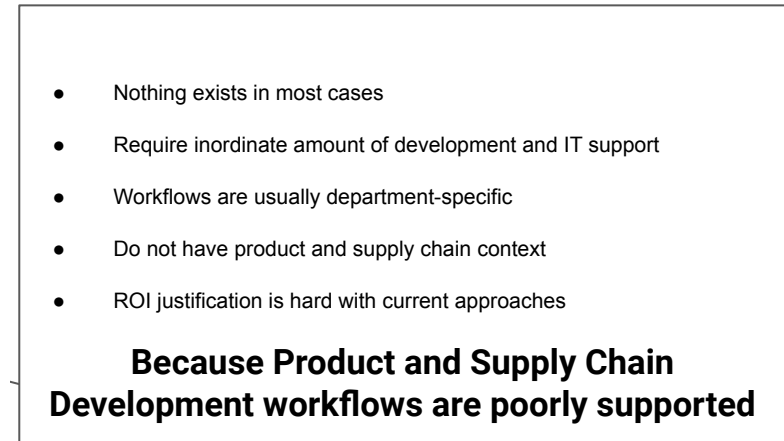 ● Nothing exists in most cases
● Require inordinate amount of development and IT support
● Workflows are usually department-specific
● Do not have product and supply chain context
● ROI justification is hard with current approaches
Because Product and Supply Chain
Development workflows are poorly supported